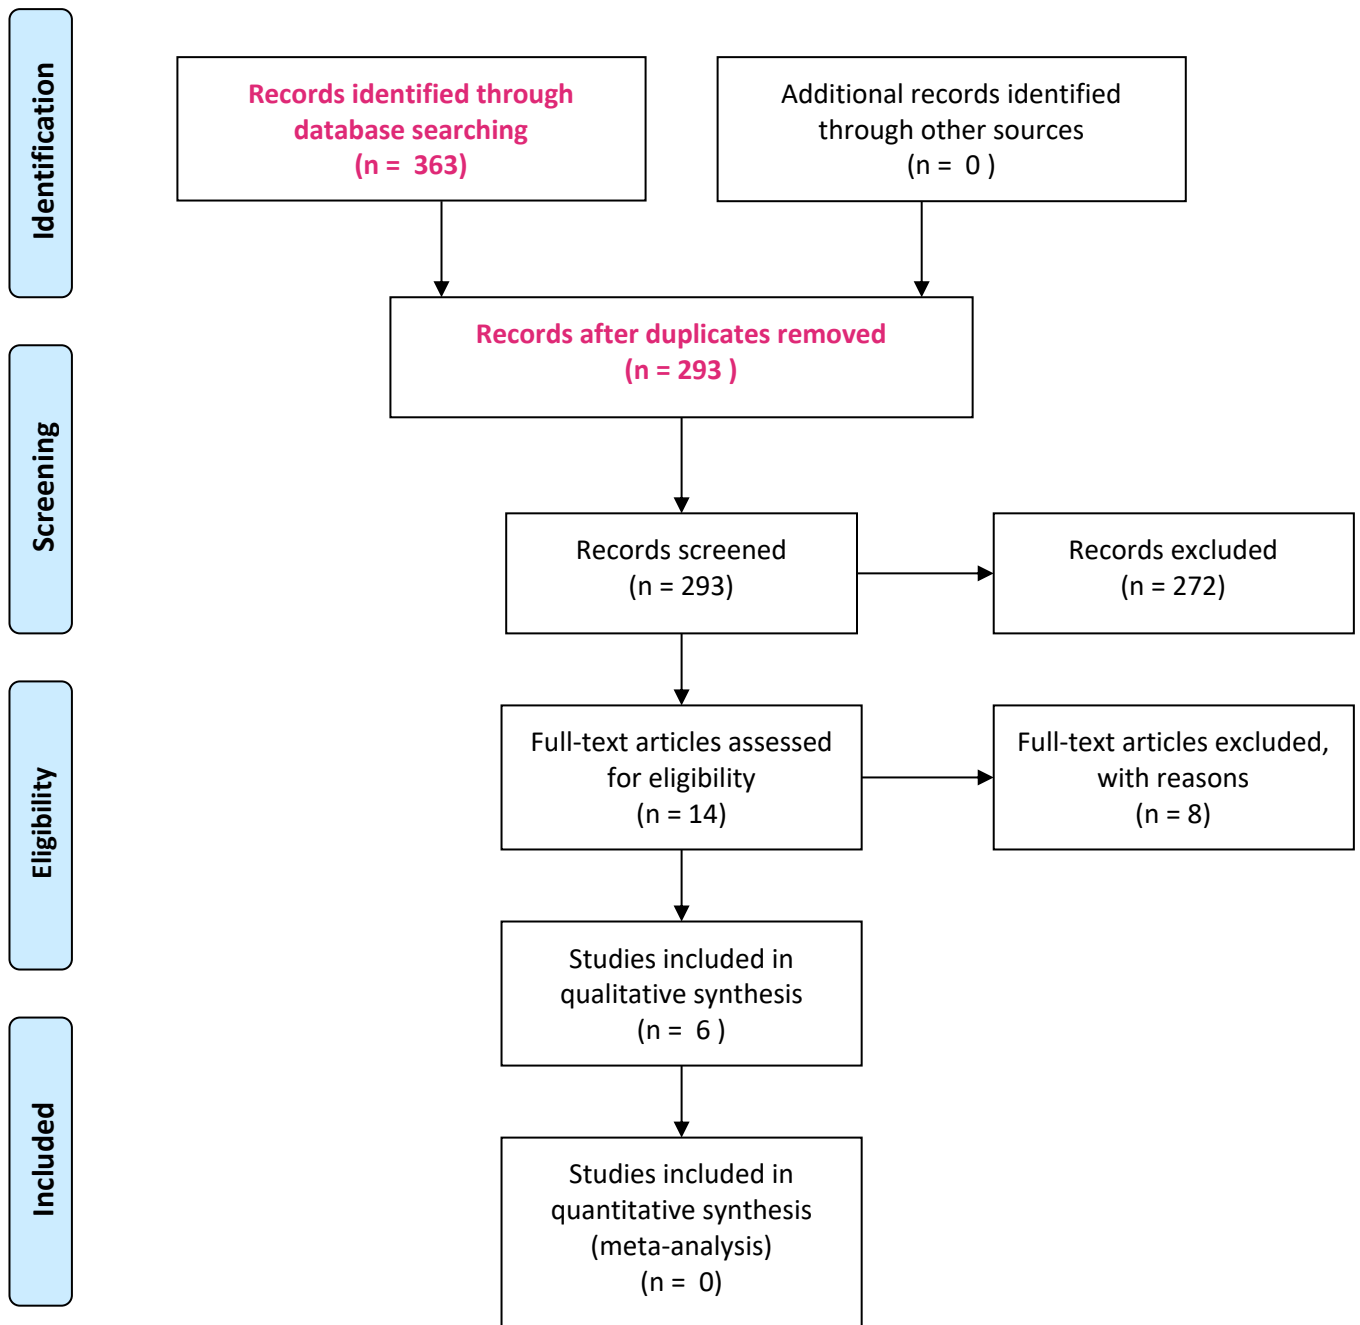 Identification
Records identified through
database searching
(n =  363)
Additional records identified
through other sources
(n =  0 )
Records after duplicates removed
(n = 293 )
Screening
Records screened
(n = 293)
Records excluded
(n = 272)
Eligibility
Full-text articles assessed
for eligibility
(n = 14)
Full-text articles excluded,
with reasons
(n = 8)
Studies included in
qualitative synthesis
(n =  6 )
Included
Studies included in
quantitative synthesis
(meta-analysis)
(n =  0)